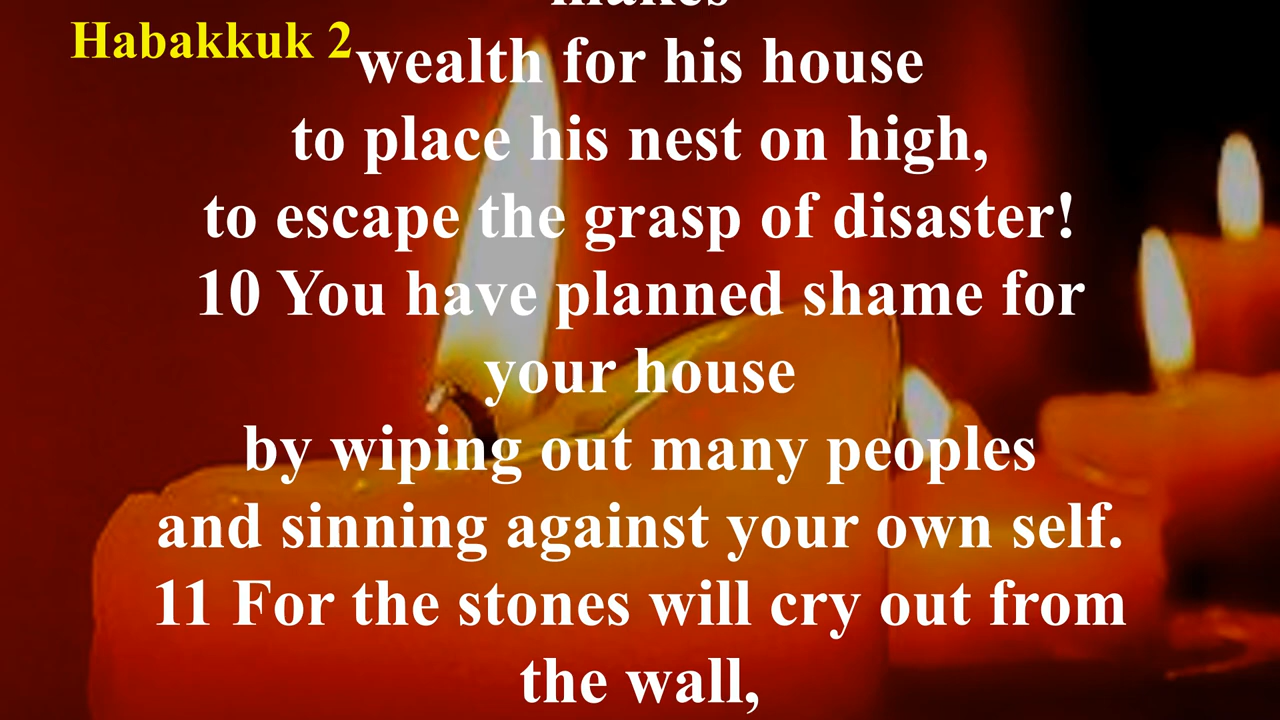 makes
Habakkuk 2
wealth for his house
to place his nest on high,
to escape the grasp of disaster!
10 You have planned shame for
your house
by wiping out many peoples
and sinning against your own self.
11 For the stones will cry out from
the wall,